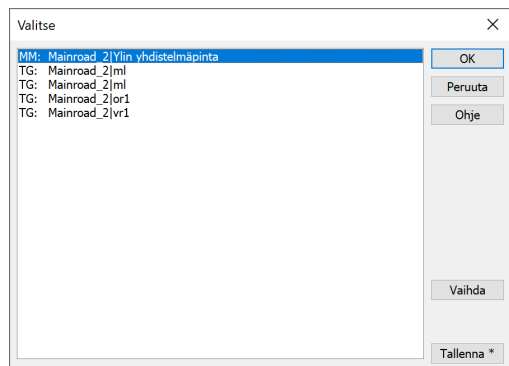 Valitse
MM: Mainroad_2|Ylin yhdistelmäpinta
TG: Mainroad_2|ml
TG: Mainroad_2|ml
TG: Mainroad_2|or1
TG: Mainroad_2|vr1
OK
Peruuta
Ohje
Vaihda
Tallenna *